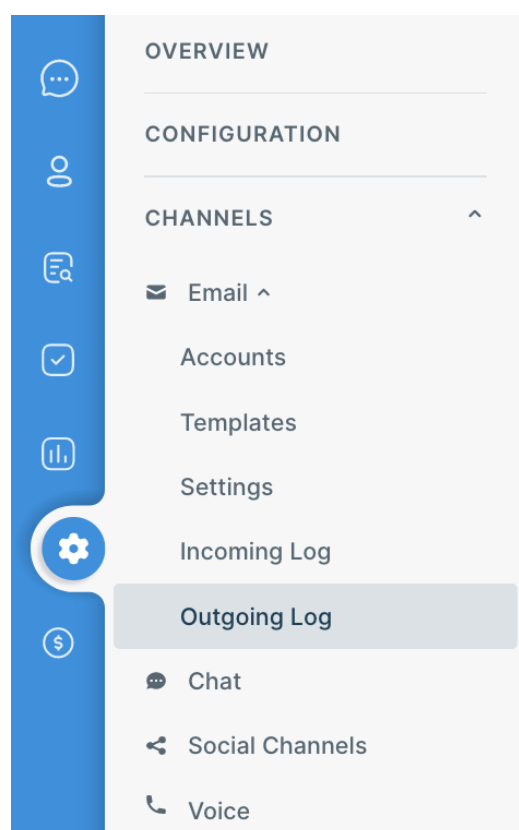 OVERVIEW
CONFIGURATION
CHANNELS
Email
Accounts
Templates
Settings
Incoming Log
Outgoing Log
Chat
Social Channels
Voice